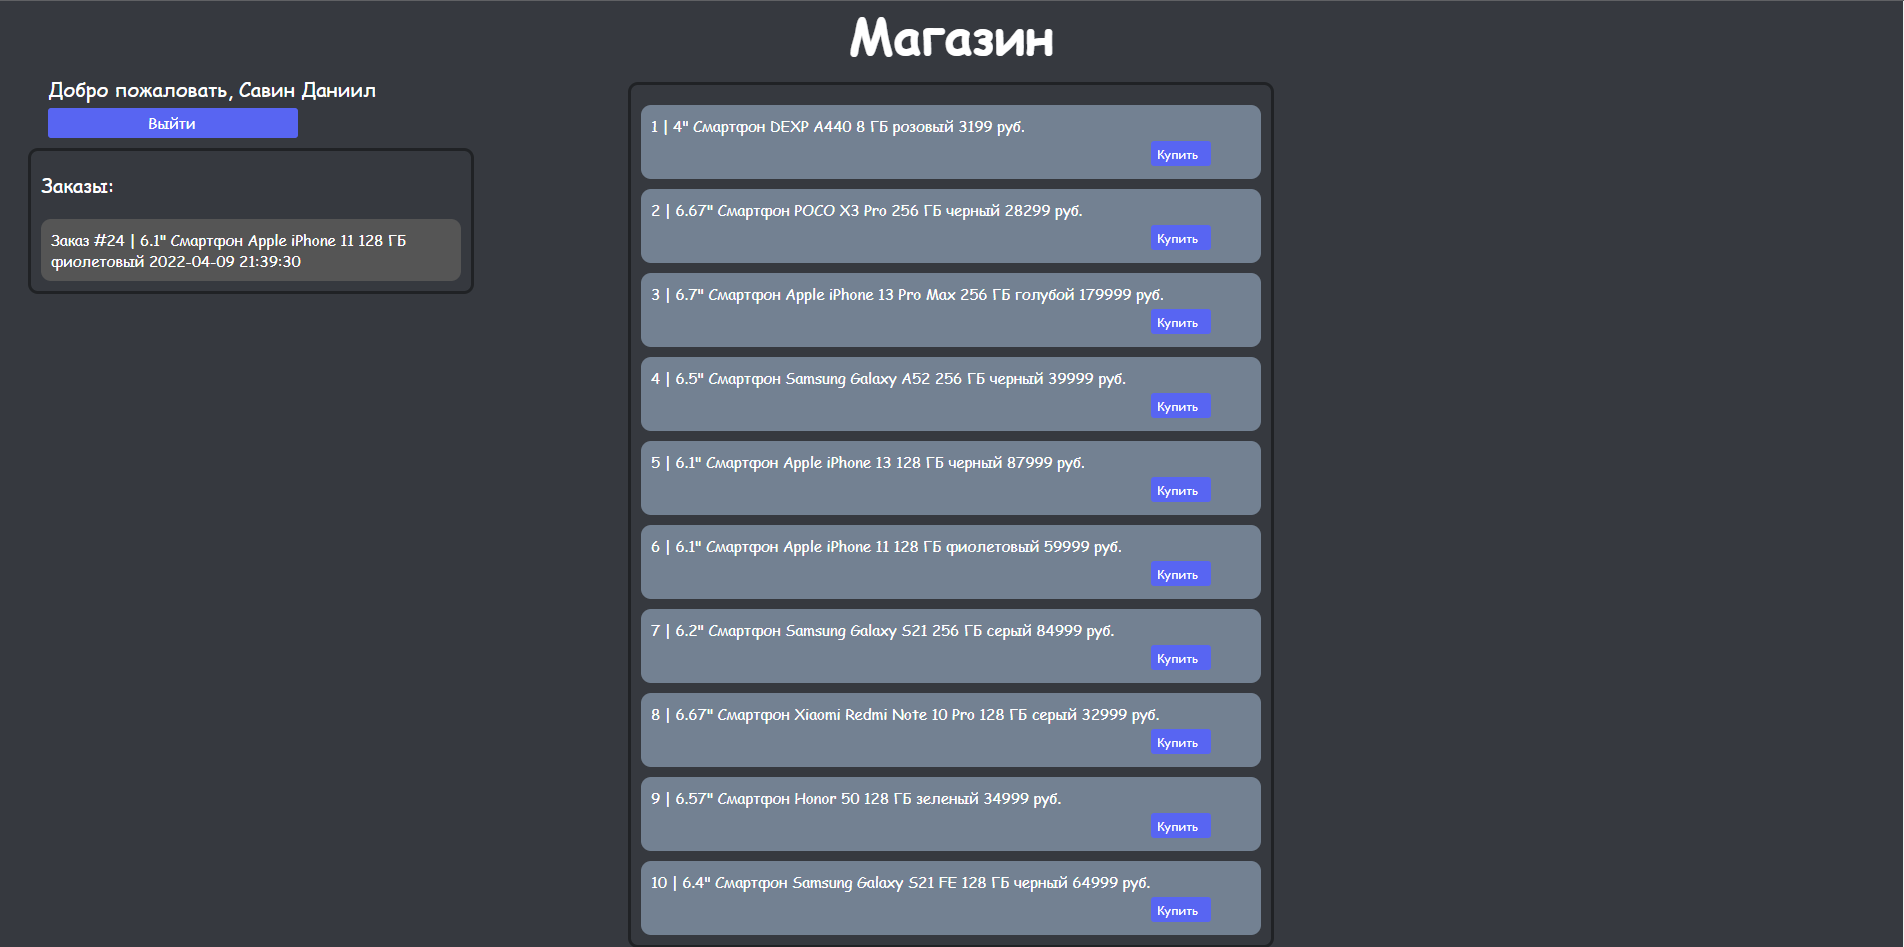 Магазин
Добро пожаловать, Савин Даниил
Выйти
Заказы:
Заказ #24 | 6.1" Смартфон Apple iPhone 11 128 ГБ
фиолетовый 2022-04-09 21:39:30
1 | 4" Смартфон DEXP A440 8 ГБ розовый 3199 руб.
Купить
2 | 6.67" Смартфон POCO X3 Pro 256 ГБ черный 28299 руб.
Купить
3 | 6.7" Смартфон Apple iPhone 13 Pro Max 256 ГБ голубой 179999 руб.
Купить
4 | 6.5" Смартфон Samsung Galaxy A52 256 ГБ черный 39999 руб.
Купить
5 | 6.1" Смартфон Apple iPhone 13 128 ГБ черный 87999 руб.
Купить
6 | 6.1" Смартфон Apple iPhone 11 128 ГБ фиолетовый 59999 руб.
Купить
7 | 6.2" Смартфон Samsung Galaxy S21 256 ГБ серый 84999 руб.
Купить
8 | 6.67" Смартфон Xiaomi Redmi Note 10 Pro 128 ГБ серый 32999 руб.
Купить
9 | 6.57" Смартфон Honor 50 128 ГБ зеленый 34999 руб.
Купить
10 | 6.4" Смартфон Samsung Galaxy S21 FE 128 ГБ черный 64999 руб.
Купить